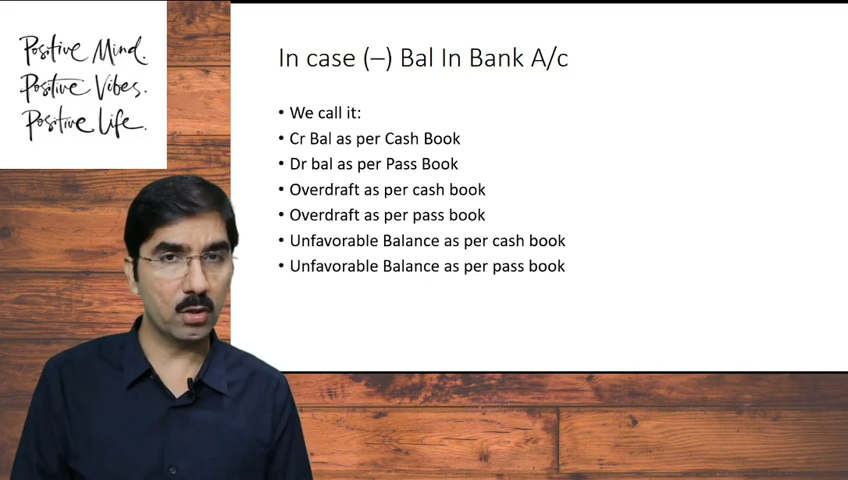 Positive Mind.
Positive Vibes.
Positive Life.
In case (–) Bal In Bank A/c
• We call it:
• Cr Bal as per Cash Book
• Dr bal as per Pass Book
• Overdraft as per cash book
• Overdraft as per pass book
• Unfavorable Balance as per cash book
• Unfavorable Balance as per pass book